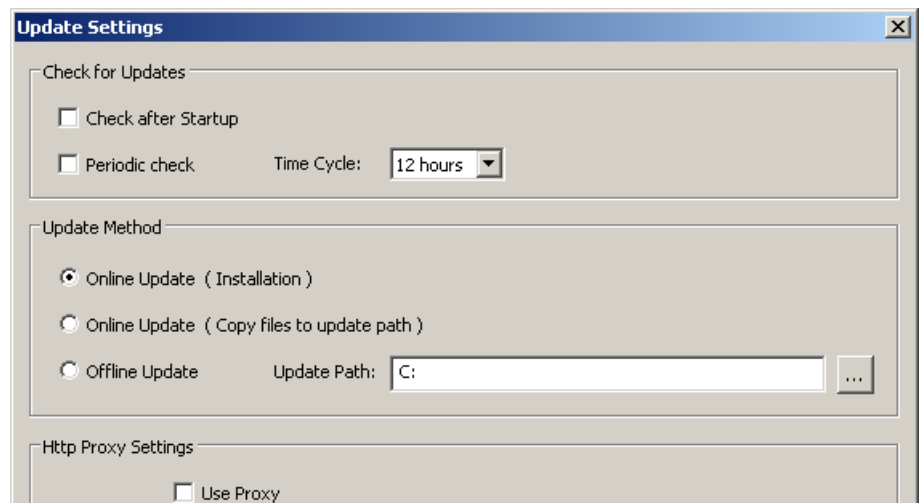 Update Settings
Check for Updates
Check after Startup
Periodic check Time Cycle: 12 hours
Update Method
Online Update ( Installation )
Online Update ( Copy files to update path )
Offline Update Update Path: C: ...
Http Proxy Settings
Use Proxy